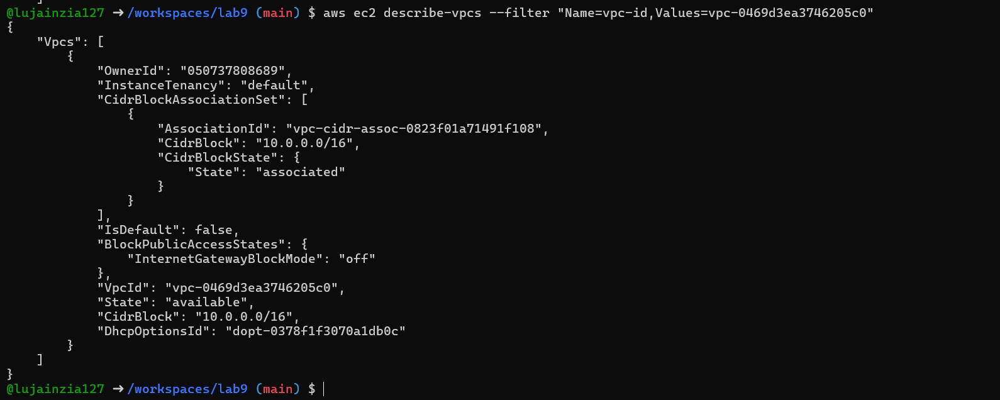 @lujainzia127 ➜ /workspaces/lab9 (main) $ aws ec2 describe-vpcs --filter "Name=vpc-id,Values=vpc-0469d3ea3746205c0"
{
    "Vpcs": [
        {
            "OwnerId": "050737808689",
            "InstanceTenancy": "default",
            "CidrBlockAssociationSet": [
                {
                    "AssociationId": "vpc-cidr-assoc-0823f01a71491f108",
                    "CidrBlock": "10.0.0.0/16",
                    "CidrBlockState": {
                        "State": "associated"
                    }
                }
            ],
            "IsDefault": false,
            "BlockPublicAccessStates": {
                "InternetGatewayBlockMode": "off"
            },
            "VpcId": "vpc-0469d3ea3746205c0",
            "State": "available",
            "CidrBlock": "10.0.0.0/16",
            "DhcpOptionsId": "dopt-0378f1f3070a1db0c"
        }
    ]
}
@lujainzia127 ➜ /workspaces/lab9 (main) $